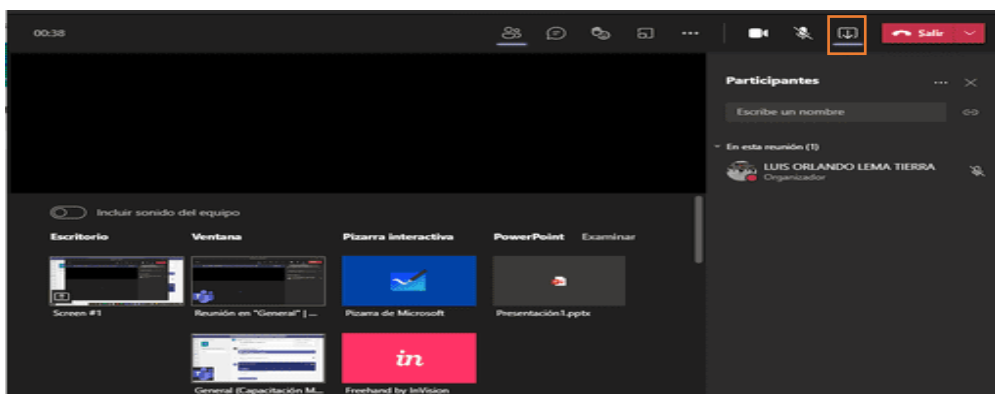 00:38
Salir
Participantes
Escribe un nombre
En esta reunión (1)
LUIS ORLANDO LEMA TIERRA
Organizador
Incluir sonido del equipo
Escritorio
Ventana
Pizarra interactiva
PowerPoint
Examinar
Screen #1
Reunión en "General" | ...
Pizarra de Microsoft
Presentación1.pptx
in
General (Capacitación M...
Freehand by InVision